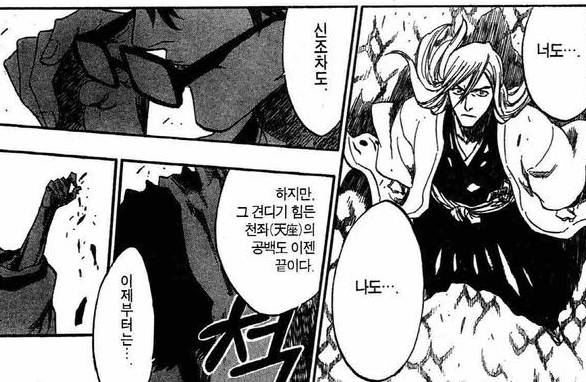 너도….
나도….
신조차도.
하지만,
그 견디기 힘든
천좌(天座)의
공백도 이젠
끝이다.
척
이제부터는….